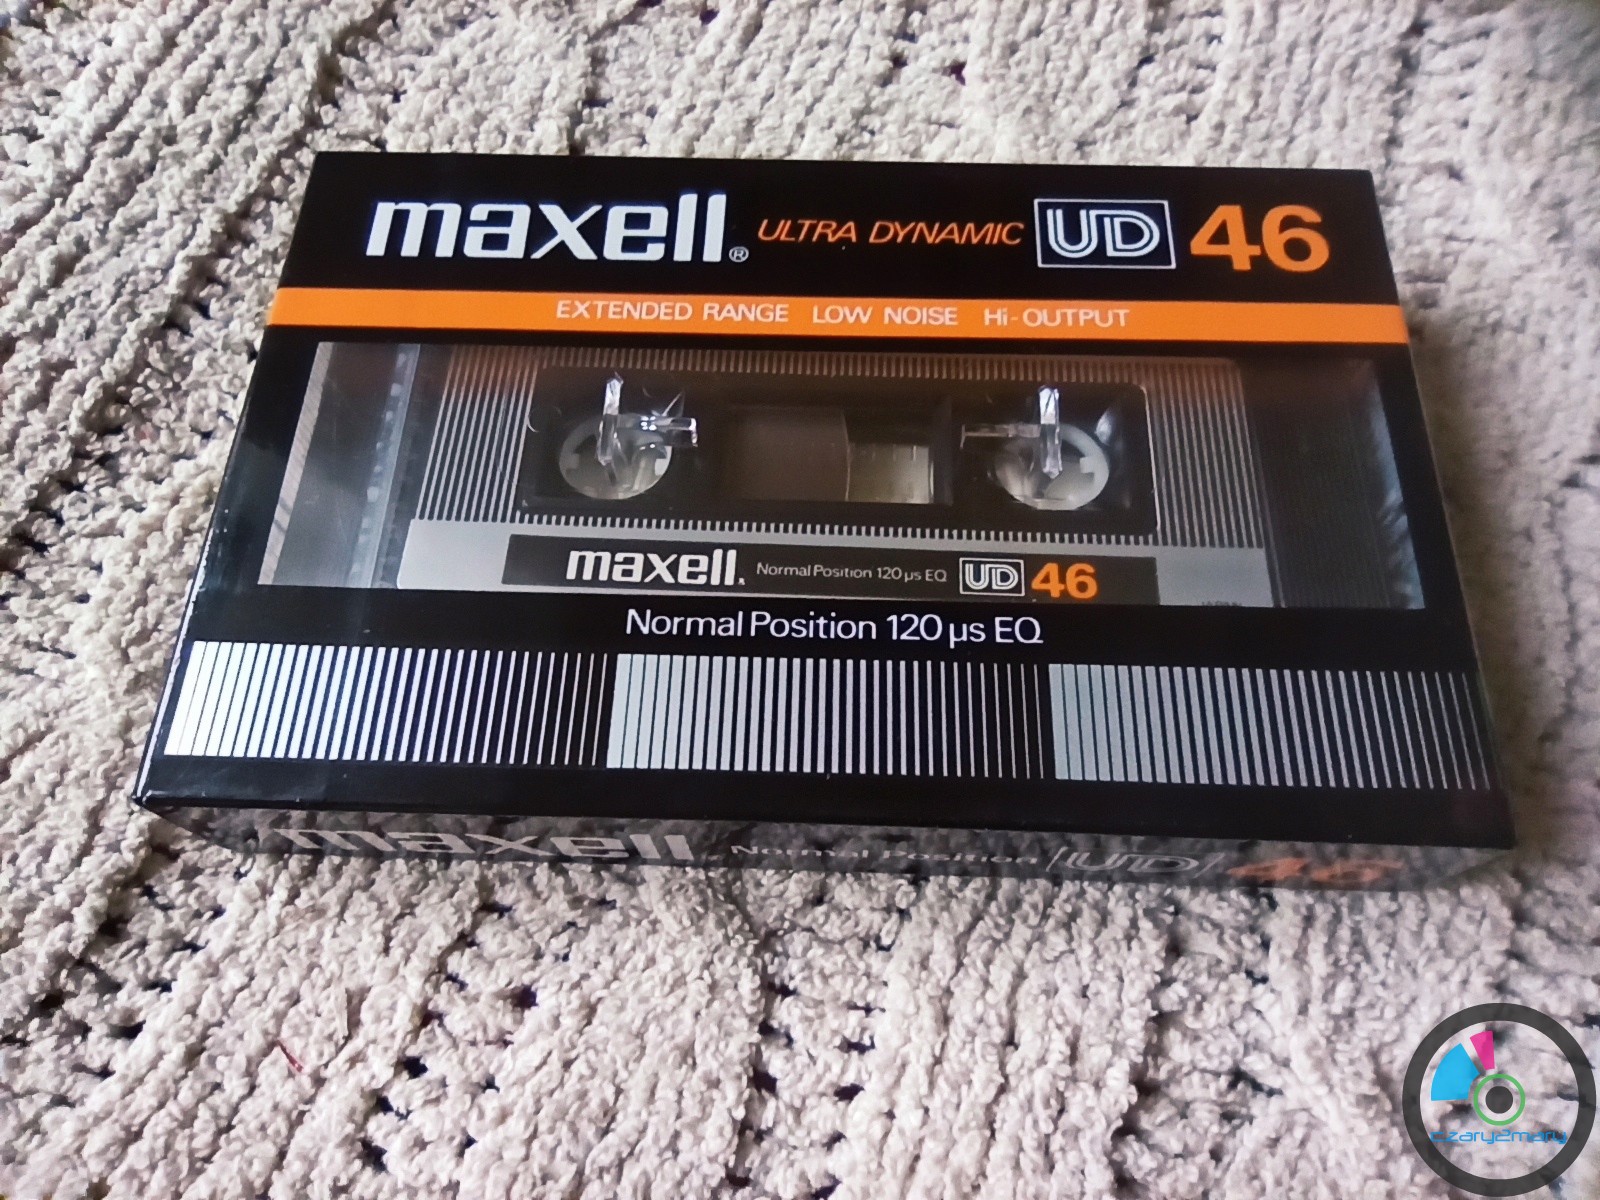 maxell® ULTRA DYNAMIC UD 46
EXTENDED RANGE LOW NOISE Hi-OUTPUT
maxell® Normal Position 120 µs EQ UD 46
Normal Position 120 µs EQ
maxell Normal Position UD 46
czary2mary